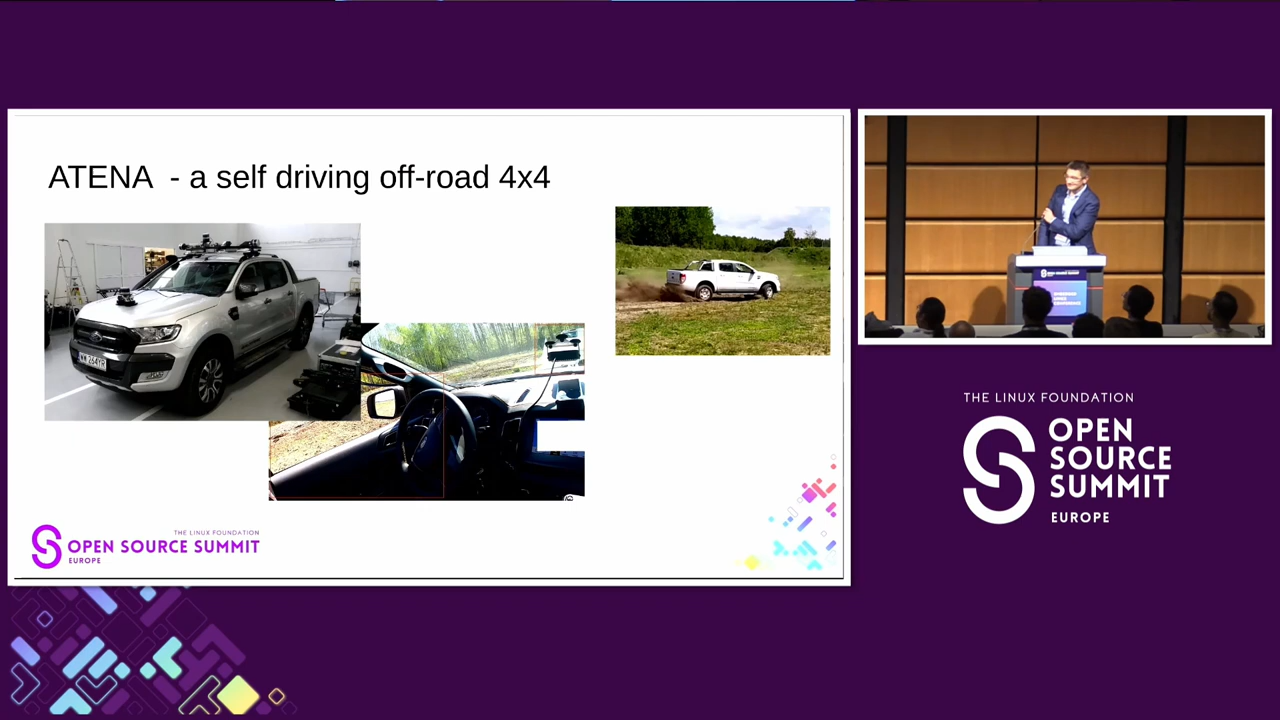 ATENA - a self driving off-road 4x4
THE LINUX FOUNDATION
OPEN SOURCE SUMMIT
EUROPE
THE LINUX FOUNDATION
OPEN
SOURCE
SUMMIT
EUROPE